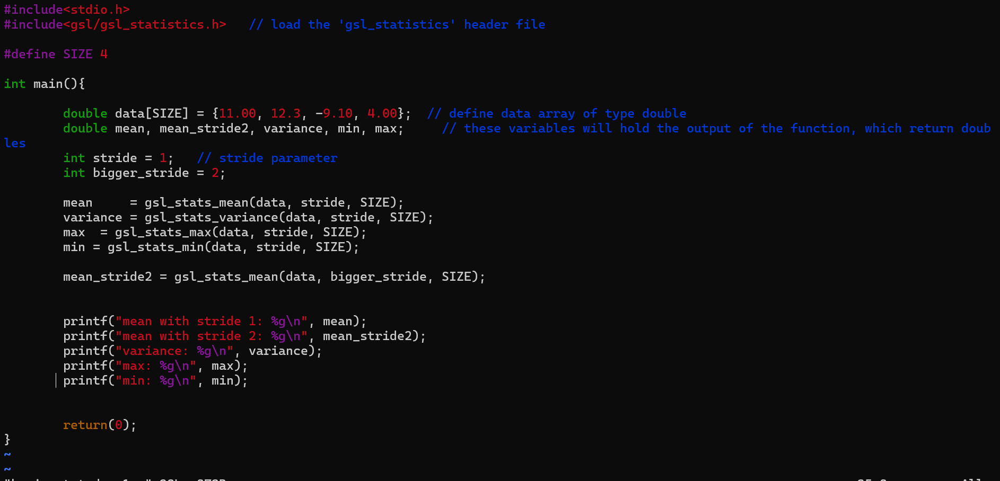 #include<stdio.h>
#include<gsl/gsl_statistics.h>   // load the 'gsl_statistics' header file
#define SIZE 4
int main(){
        double data[SIZE] = {11.00, 12.3, -9.10, 4.00};  // define data array of type double
        double mean, mean_stride2, variance, min, max;     // these variables will hold the output of the function, which return doub
les
        int stride = 1;   // stride parameter
        int bigger_stride = 2;
        mean     = gsl_stats_mean(data, stride, SIZE);
        variance = gsl_stats_variance(data, stride, SIZE);
        max  = gsl_stats_max(data, stride, SIZE);
        min = gsl_stats_min(data, stride, SIZE);
        mean_stride2 = gsl_stats_mean(data, bigger_stride, SIZE);
        printf("mean with stride 1: %g\n", mean);
        printf("mean with stride 2: %g\n", mean_stride2);
        printf("variance: %g\n", variance);
        printf("max: %g\n", max);
        printf("min: %g\n", min);
        return(0);
}
~
~